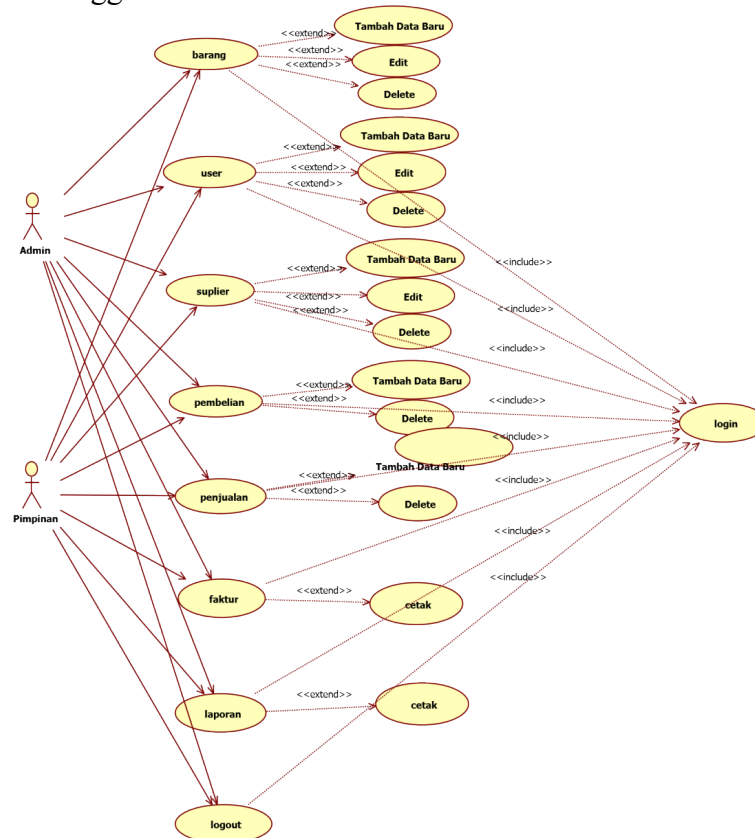 <<extend>>
Tambah Data Baru
barang
<<extend>>
Edit
<<extend>>
Delete
<<extend>>
Tambah Data Baru
user
<<extend>>
Edit
<<extend>>
Delete
Admin
<<extend>>
Tambah Data Baru
<<include>>
suplier
<<extend>>
Edit
<<extend>>
<<include>>
Delete
<<include>>
<<extend>>
Tambah Data Baru
pembelian
<<extend>>
<<include>>
Delete
login
<<include>>
Tambah Data Baru
<<extend>>
penjualan
<<extend>>
<<include>>
Delete
Pimpinan
<<include>>
<<include>>
faktur
<<extend>>
cetak
<<extend>>
laporan
cetak
logout